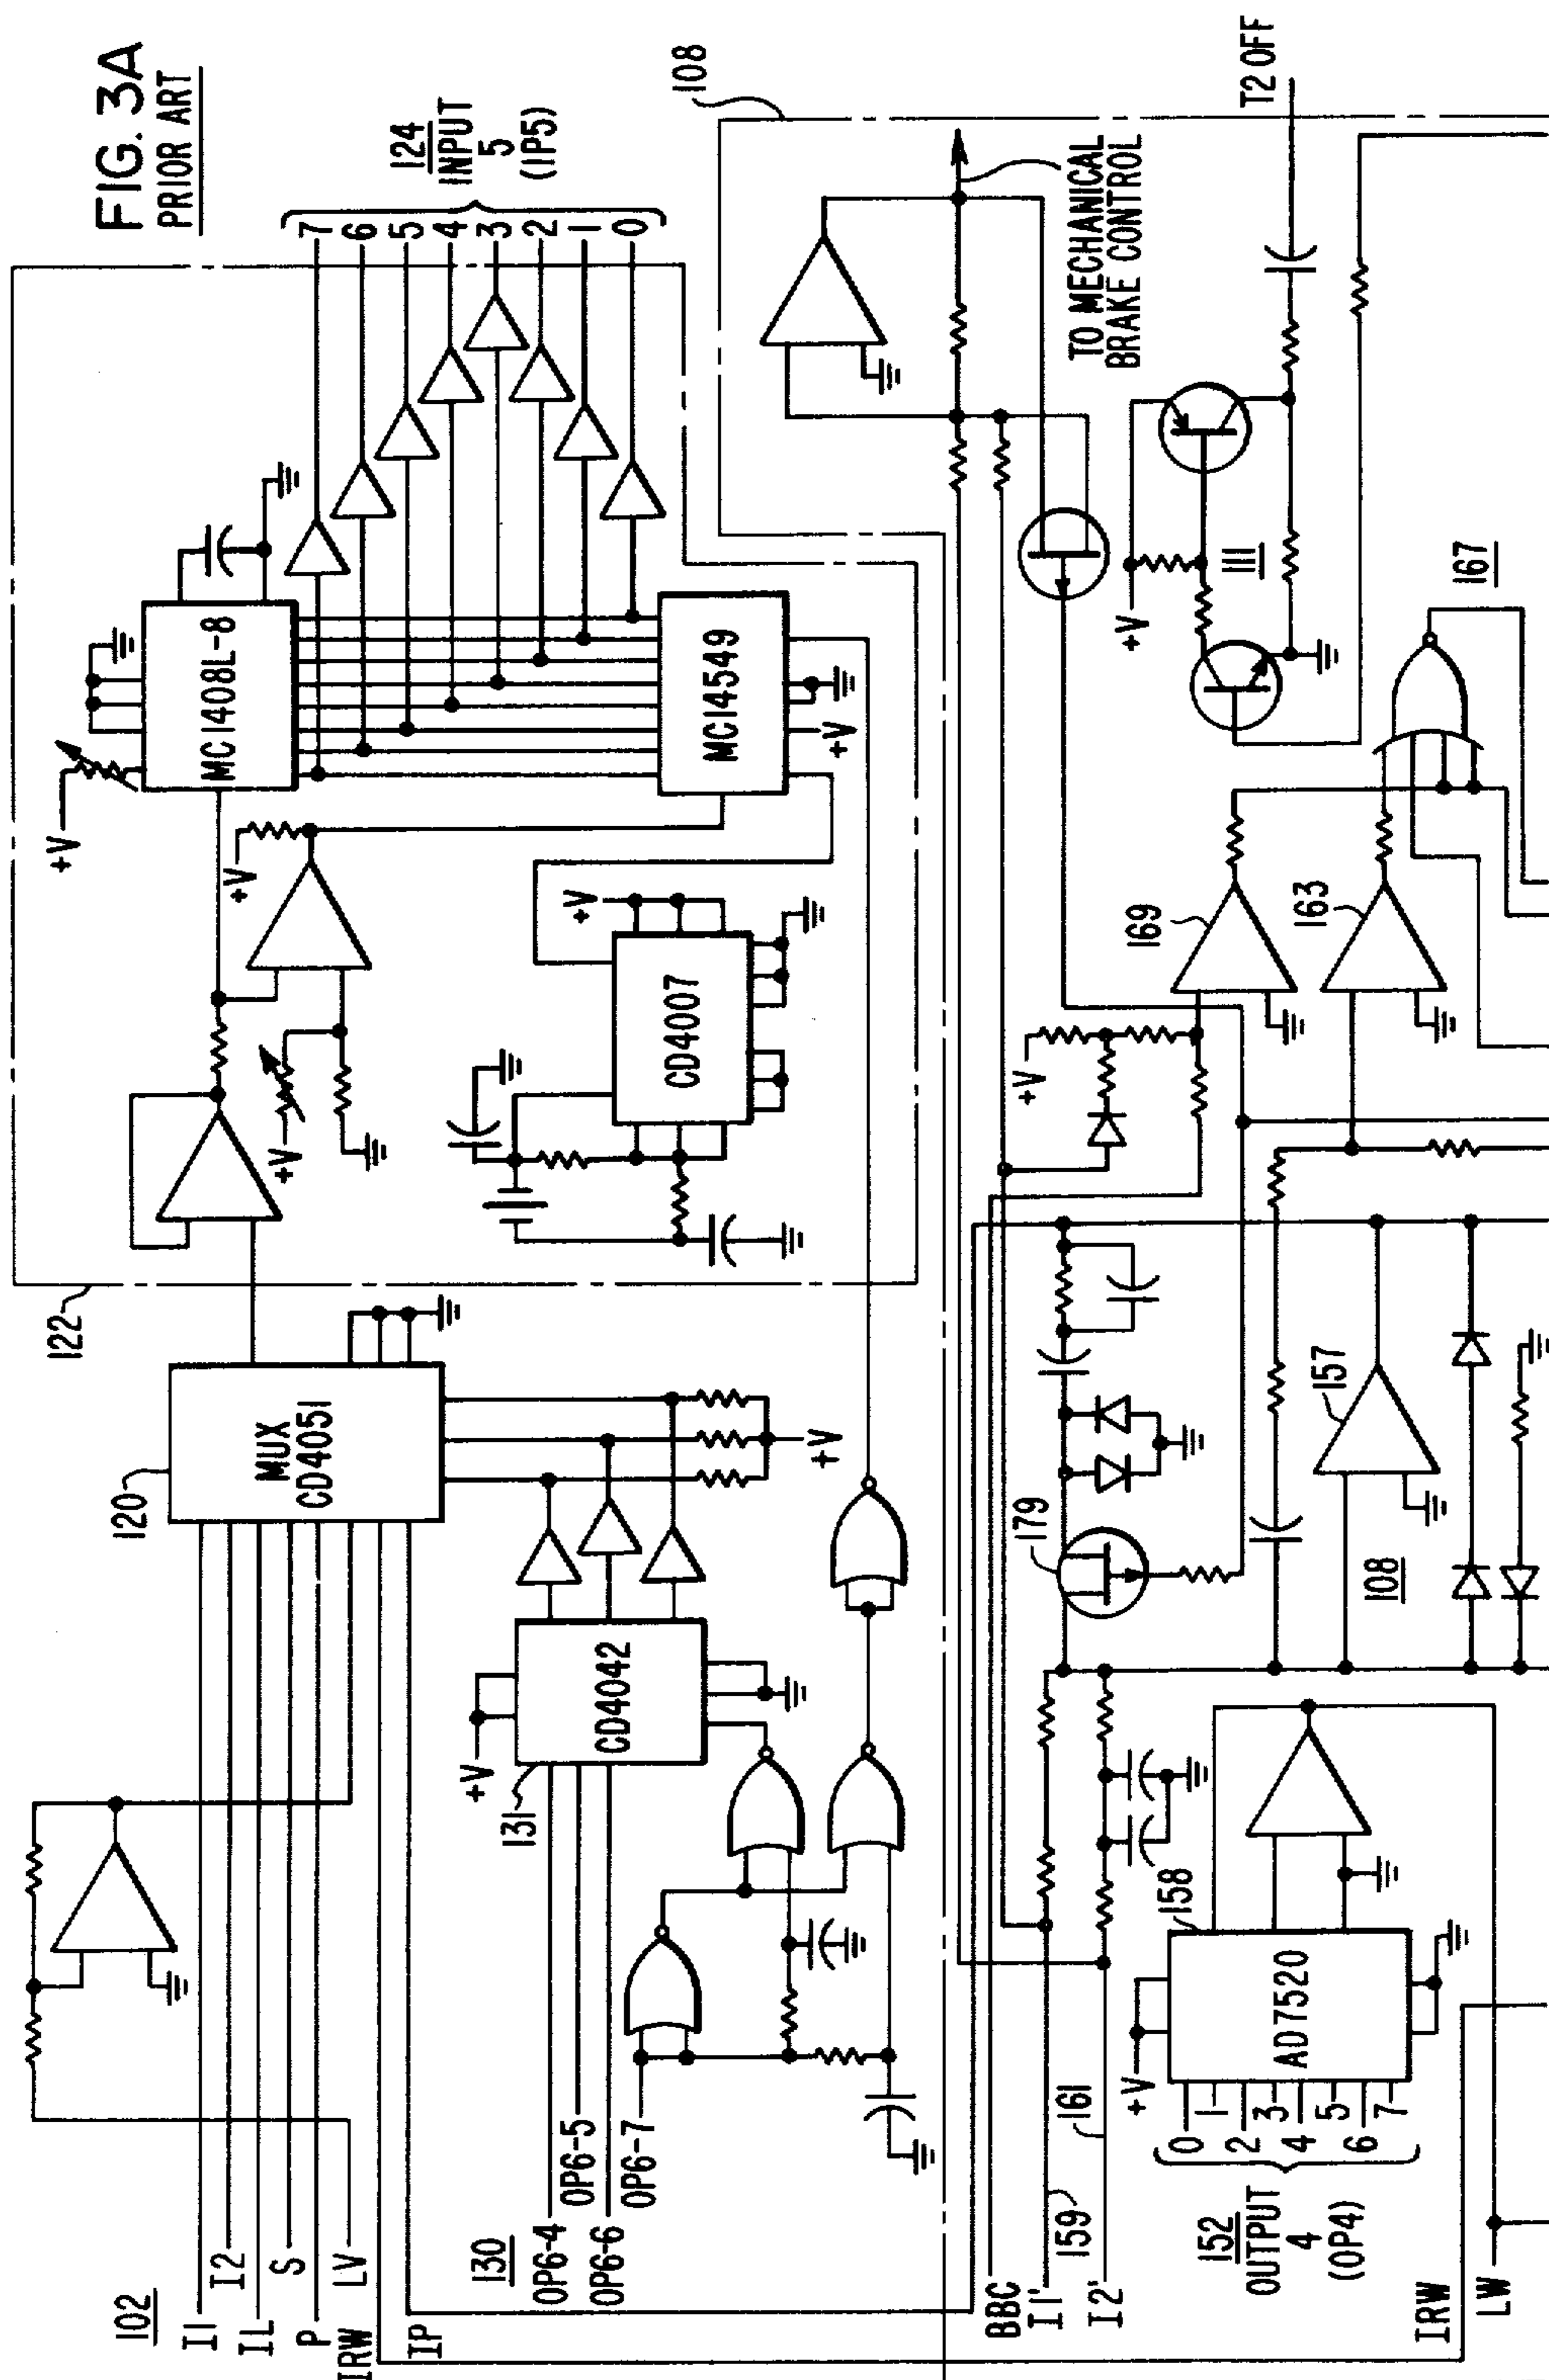 FIG. 3A
PRIOR ART
102
I1
I2
IL
S
P
LV
IRW
IP
120
MUX
CD4051
122
+V
+V
+V
MC1408L-8
7
6
5
4
3
2
1
0
124
INPUT
5
(IP5)
MC14549
+V
+V
CD4007
130
OP6-4
OP6-5
OP6-6
OP6-7
131
+V
CD4042
+V
108
TO MECHANICAL
BRAKE CONTROL
T2 OFF
+V
111
167
169
163
+V
179
157
108
BBC
I1'
I2'
159
161
158
+V
AD7520
0
1
2
3
4
5
6
7
152
OUTPUT
4
(OP4)
IRW
LW